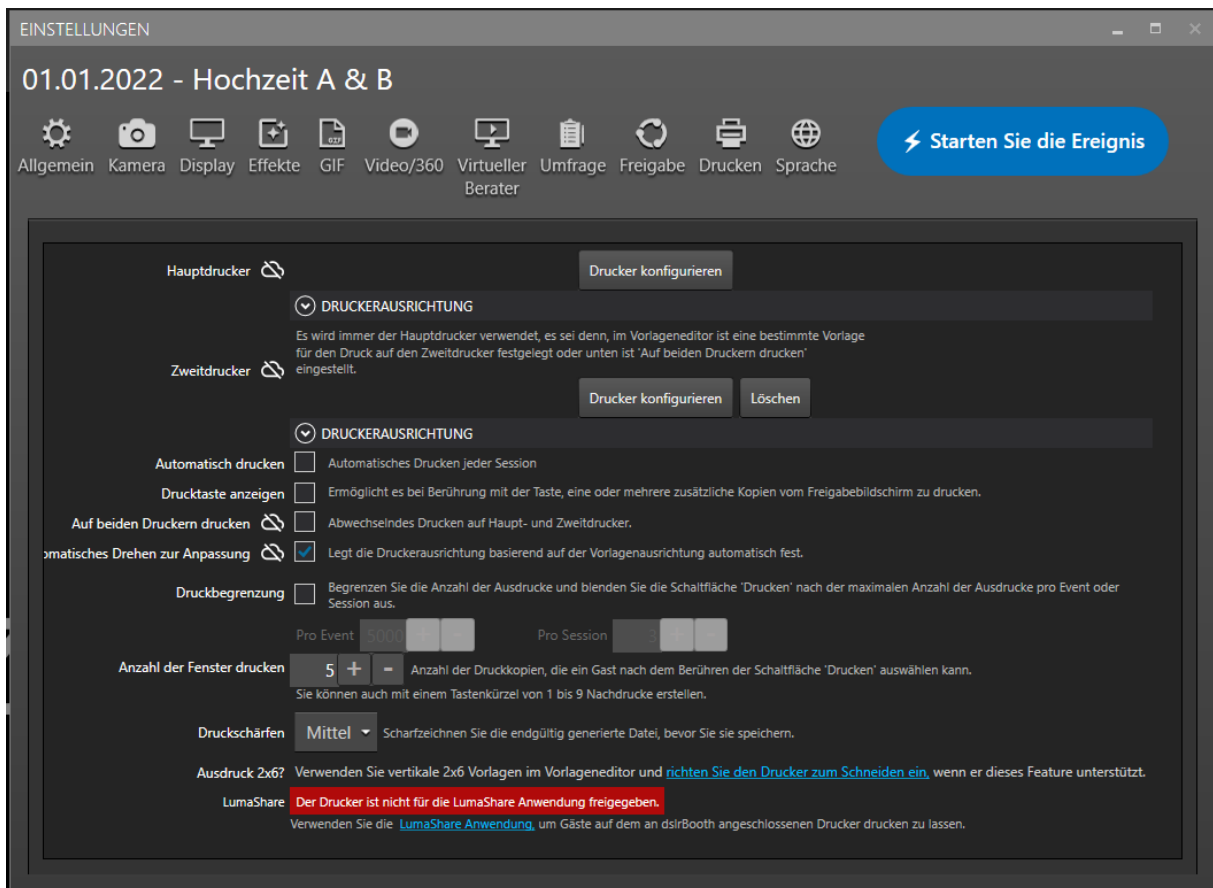 EINSTELLUNGEN
01.01.2022 - Hochzeit A & B
Allgemein Kamera Display Effekte GIF Video/360 Virtueller Berater Umfrage Freigabe Drucken Sprache
Starten Sie die Ereignis
Hauptdrucker Drucker konfigurieren
DRUCKERAUSRICHTUNG
Es wird immer der Hauptdrucker verwendet, es sei denn, im Vorlageneditor ist eine bestimmte Vorlage
für den Druck auf den Zweitdrucker festgelegt oder unten ist 'Auf beiden Druckern drucken'
Zweitdrucker eingestellt.
Drucker konfigurieren Löschen
DRUCKERAUSRICHTUNG
Automatisch drucken Automatisches Drucken jeder Session
Drucktaste anzeigen Ermöglicht es bei Berührung mit der Taste, eine oder mehrere zusätzliche Kopien vom Freigabebildschirm zu drucken.
Auf beiden Druckern drucken Abwechselndes Drucken auf Haupt- und Zweitdrucker.
omatisches Drehen zur Anpassung Legt die Druckerausrichtung basierend auf der Vorlagenausrichtung automatisch fest.
Druckbegrenzung Begrenzen Sie die Anzahl der Ausdrucke und blenden Sie die Schaltfläche 'Drucken' nach der maximalen Anzahl der Ausdrucke pro Event oder
Session aus.
Pro Event 5000 + - Pro Session 3 + -
Anzahl der Fenster drucken 5 + - Anzahl der Druckkopien, die ein Gast nach dem Berühren der Schaltfläche 'Drucken' auswählen kann.
Sie können auch mit einem Tastenkürzel von 1 bis 9 Nachdrucke erstellen.
Druckschärfen Mittel Scharfzeichnen Sie die endgültig generierte Datei, bevor Sie sie speichern.
Ausdruck 2x6? Verwenden Sie vertikale 2x6 Vorlagen im Vorlageneditor und richten Sie den Drucker zum Schneiden ein, wenn er dieses Feature unterstützt.
LumaShare Der Drucker ist nicht für die LumaShare Anwendung freigegeben.
Verwenden Sie die LumaShare Anwendung, um Gäste auf dem an dslrBooth angeschlossenen Drucker drucken zu lassen.